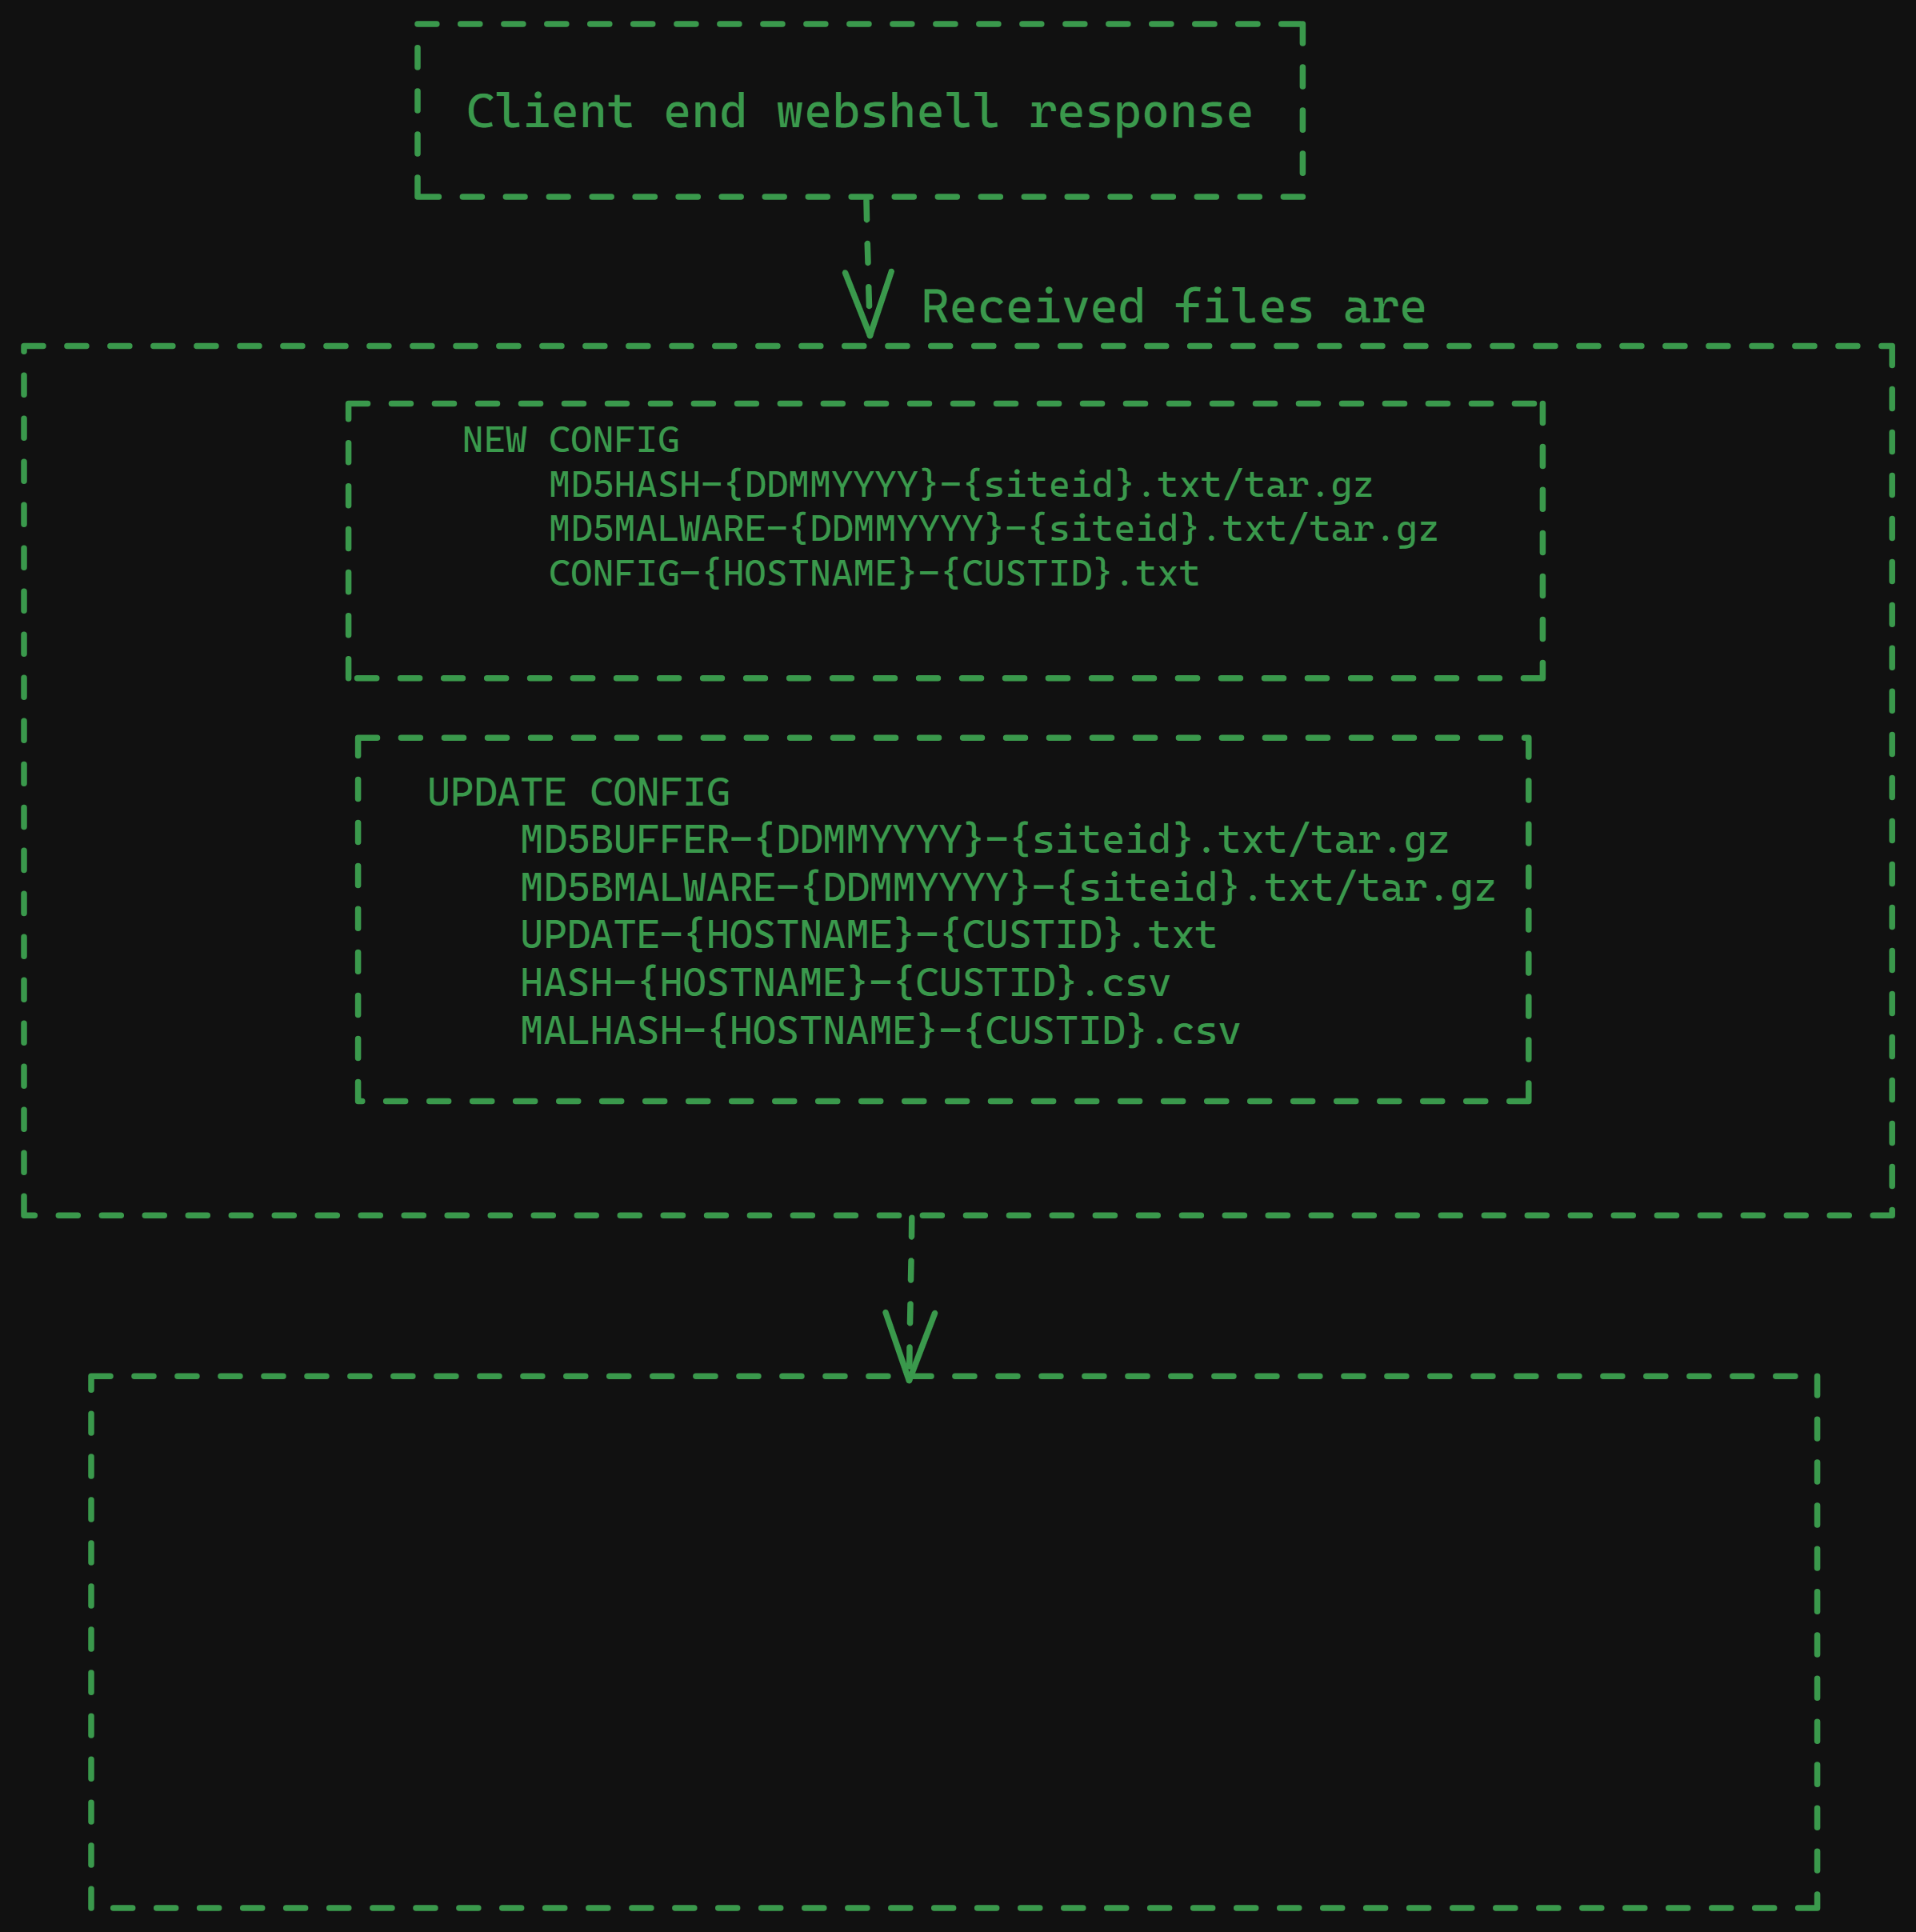 Client end webshell response
Received files are
NEW CONFIG
MD5HASH-{DDMMYYYY}-{siteid}.txt/tar.gz
MD5MALWARE-{DDMMYYYY}-{siteid}.txt/tar.gz
CONFIG-{HOSTNAME}-{CUSTID}.txt
UPDATE CONFIG
MD5BUFFER-{DDMMYYYY}-{siteid}.txt/tar.gz
MD5BMALWARE-{DDMMYYYY}-{siteid}.txt/tar.gz
UPDATE-{HOSTNAME}-{CUSTID}.txt
HASH-{HOSTNAME}-{CUSTID}.csv
MALHASH-{HOSTNAME}-{CUSTID}.csv